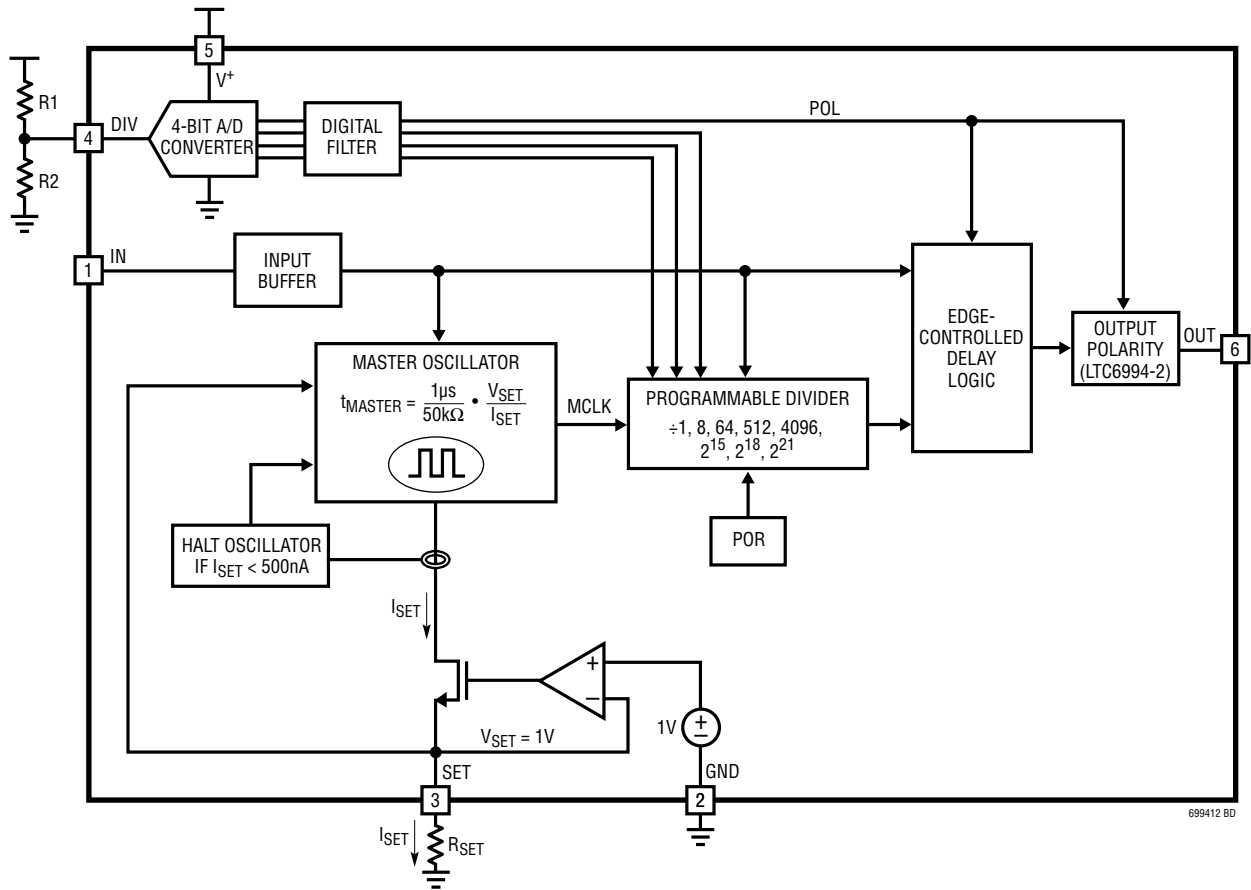 5
V+
R1
DIV
4
4-BIT A/D
CONVERTER
DIGITAL
FILTER
POL
R2
IN
1
INPUT
BUFFER
EDGE-
CONTROLLED
DELAY
LOGIC
OUTPUT
POLARITY
(LTC6994-2)
OUT
6
MASTER OSCILLATOR
tMASTER = 1µs/50kΩ • VSET/ISET
MCLK
PROGRAMMABLE DIVIDER
÷1, 8, 64, 512, 4096,
2^15, 2^18, 2^21
POR
HALT OSCILLATOR
IF ISET < 500nA
ISET
+
−
1V
+
−
VSET = 1V
SET
3
GND
2
ISET
RSET
699412 BD